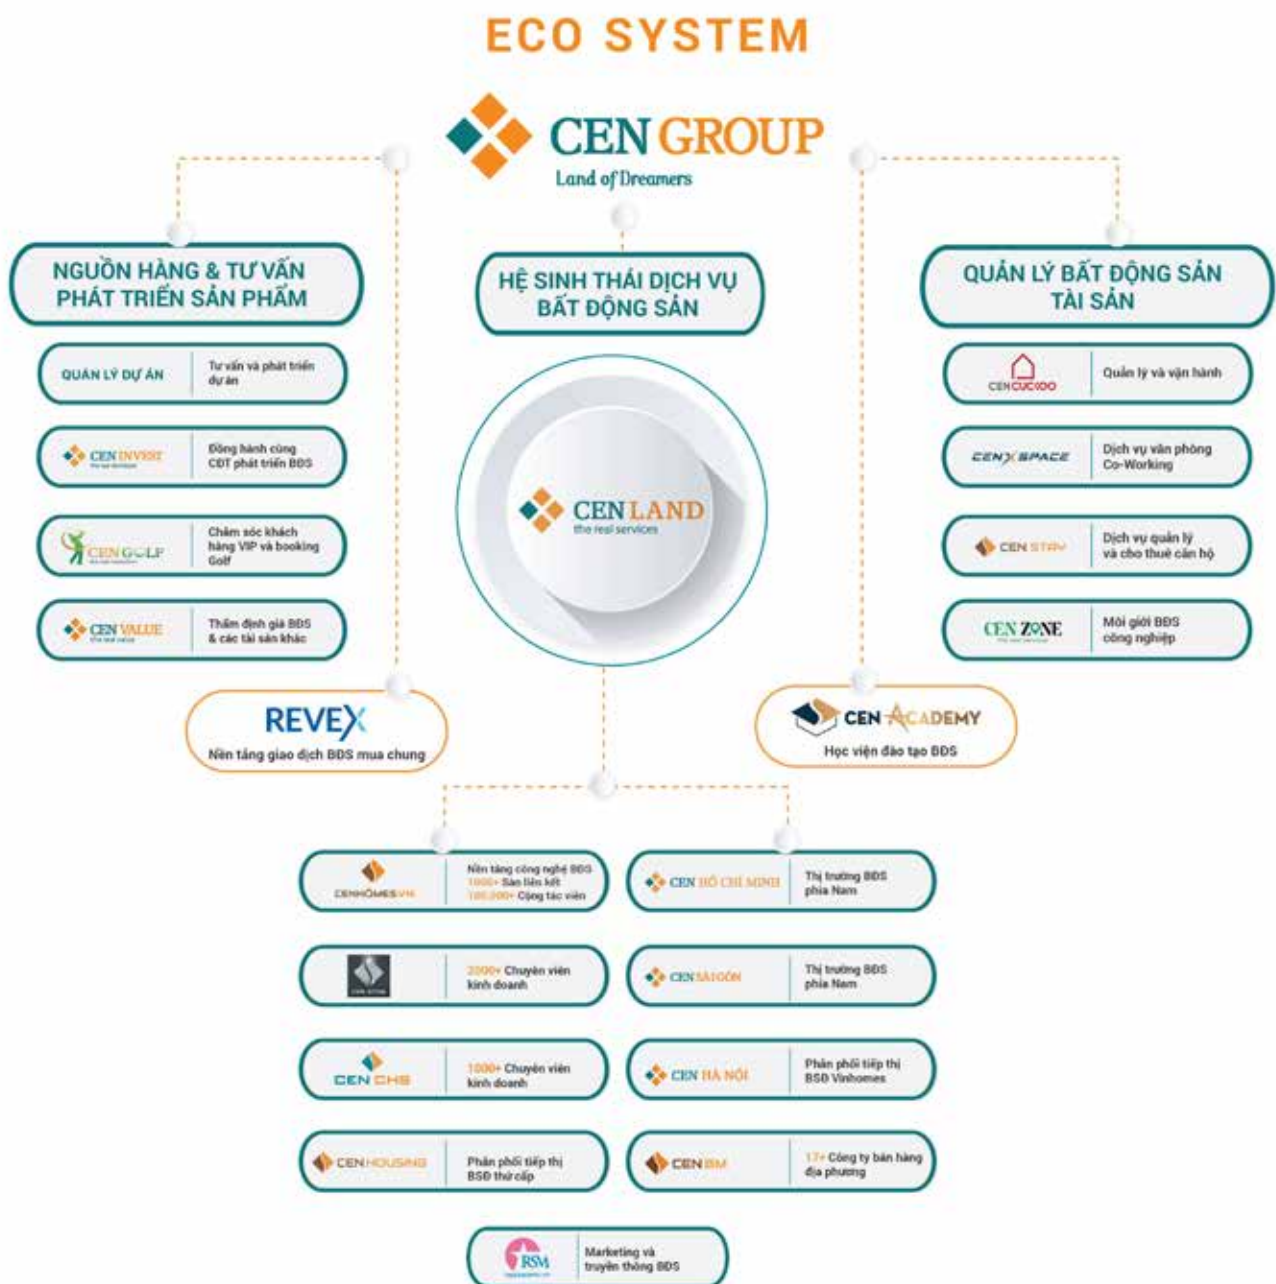 ECO SYSTEM
CEN GROUP
Land of Dreamers
NGUỒN HÀNG & TƯ VẤN
PHÁT TRIỂN SẢN PHẨM
QUẢN LÝ DỰ ÁN
Tư vấn và phát triển
dự án
CEN INVEST
Đồng hành cùng
CĐT phát triển BĐS
CEN GOLF
Chăm sóc khách
hàng VIP và booking
Golf
CEN VALUE
the real value
Thẩm định giá BĐS
& các tài sản khác
HỆ SINH THÁI DỊCH VỤ
BẤT ĐỘNG SẢN
CENLAND
the real services
QUẢN LÝ BẤT ĐỘNG SẢN
TÀI SẢN
CENCUCKOO
Quản lý và vận hành
CENXSPACE
Dịch vụ văn phòng
Co-Working
CEN STAY
Dịch vụ quản lý
và cho thuê căn hộ
CEN ZONE
Môi giới BĐS
công nghiệp
REVEX
Nền tảng giao dịch BĐS mua chung
CEN ACADEMY
Học viện đào tạo BĐS
CENHOMES.VN
Nền tảng công nghệ BĐS
1000+ Sàn liên kết
100,000+ Cộng tác viên
2000+ Chuyên viên
kinh doanh
CEN CHS
1000+ Chuyên viên
kinh doanh
CENHOUSING
Phân phối tiếp thị
BSĐ thứ cấp
CEN HỒ CHÍ MINH
Thị trường BĐS
phía Nam
CEN SÀI GÒN
Thị trường BĐS
phía Nam
CEN HÀ NỘI
Phân phối tiếp thị
BSĐ Vinhomes
CENBM
17+ Công ty bán hàng
địa phương
RSM
Marketing và
truyền thông BĐS